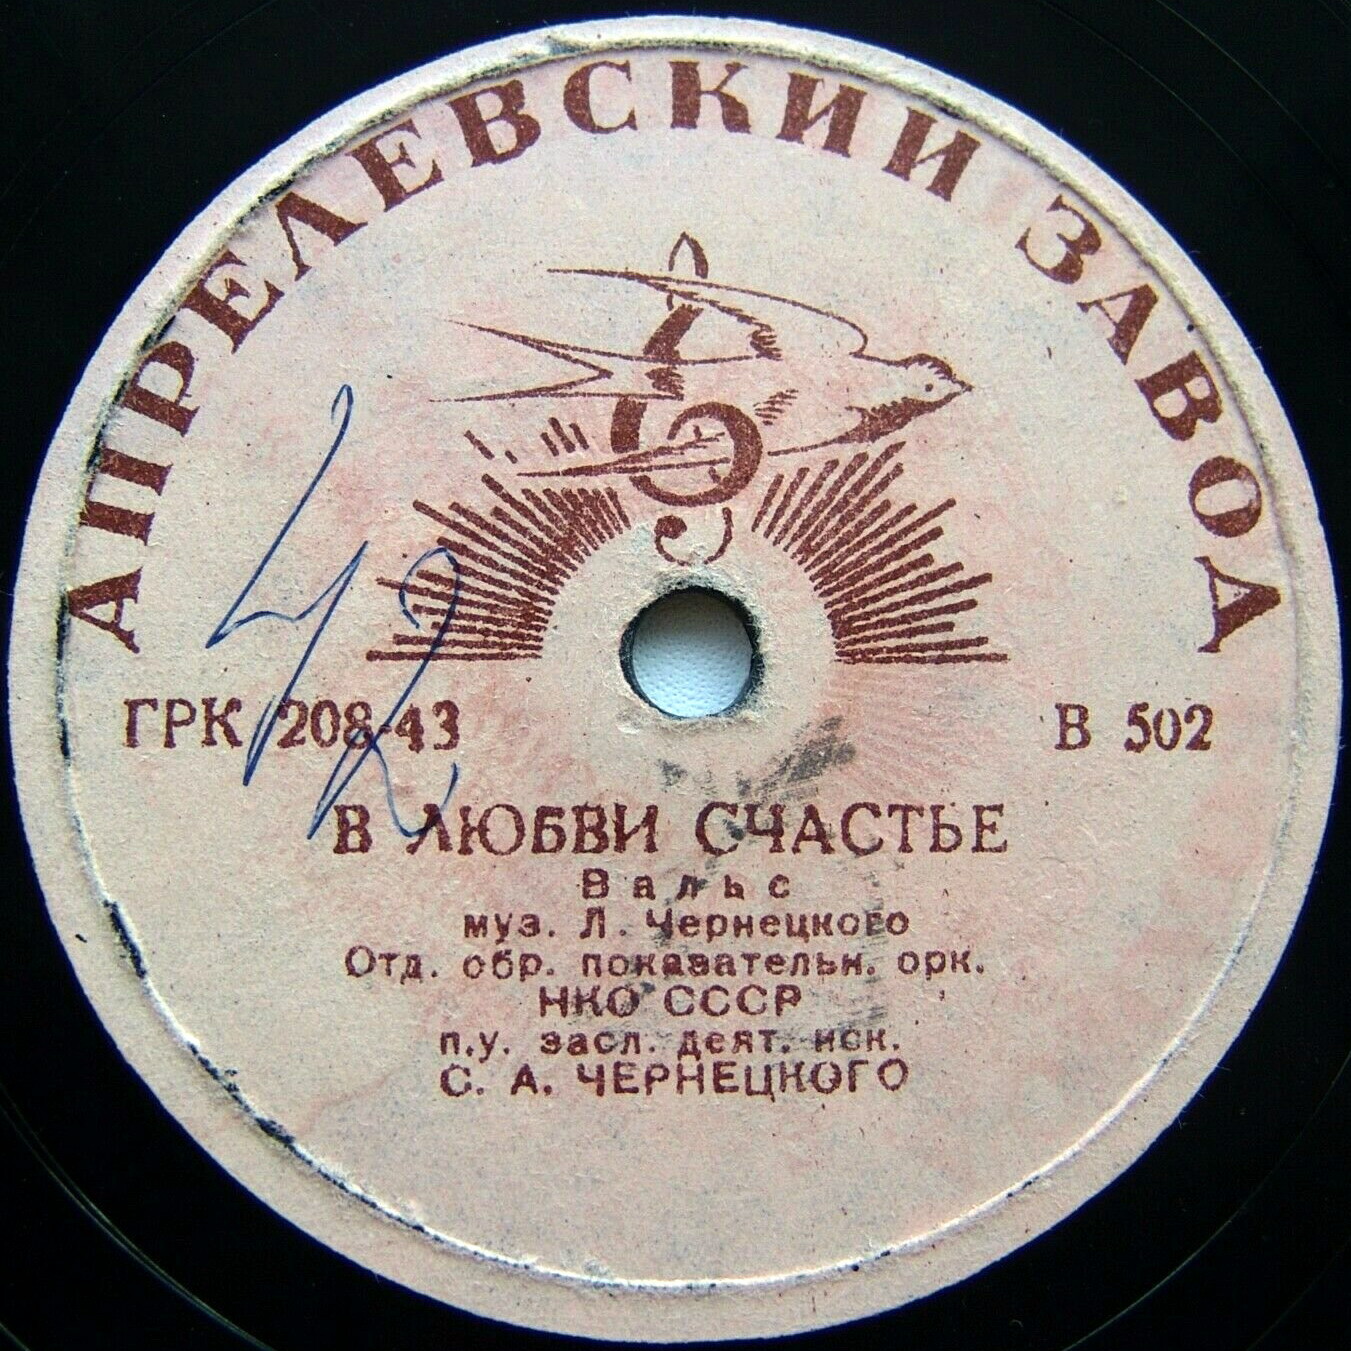 АПРЕЛЕВСКИЙ ЗАВОД
42
ГРК 208-43
В 502
В ЛЮБВИ СЧАСТЬЕ
Вальс
муз. Л. Чернецкого
Отд. обр. показательн. орк.
НКО СССР
п.у. засл. деят. иск.
С. А. ЧЕРНЕЦКОГО